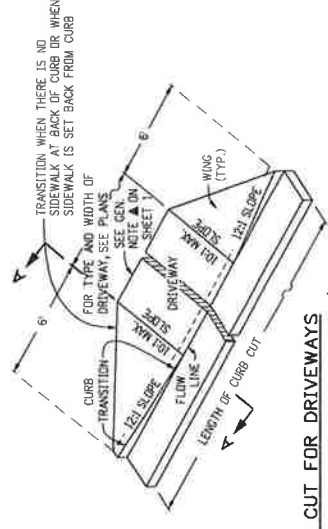 TRANSITION WHEN THERE IS NO
SIDEWALK AT BACK OF CURB OR WHEN
SIDEWALK IS SET BACK FROM CURB
A
6'
6'
FOR TYPE AND WIDTH OF
DRIVEWAY, SEE PLANS
SEE GEN.
NOTE ▲ ON
SHEET 1
CURB
TRANSITION
12:1 SLOPE
10:1 MAX.
SLOPE
DRIVEWAY
10:1 MAX.
SLOPE
WING
(TYP.)
12:1 SLOPE
FLOW
LINE
A
LENGTH OF CURB CUT
CUT FOR DRIVEWAYS